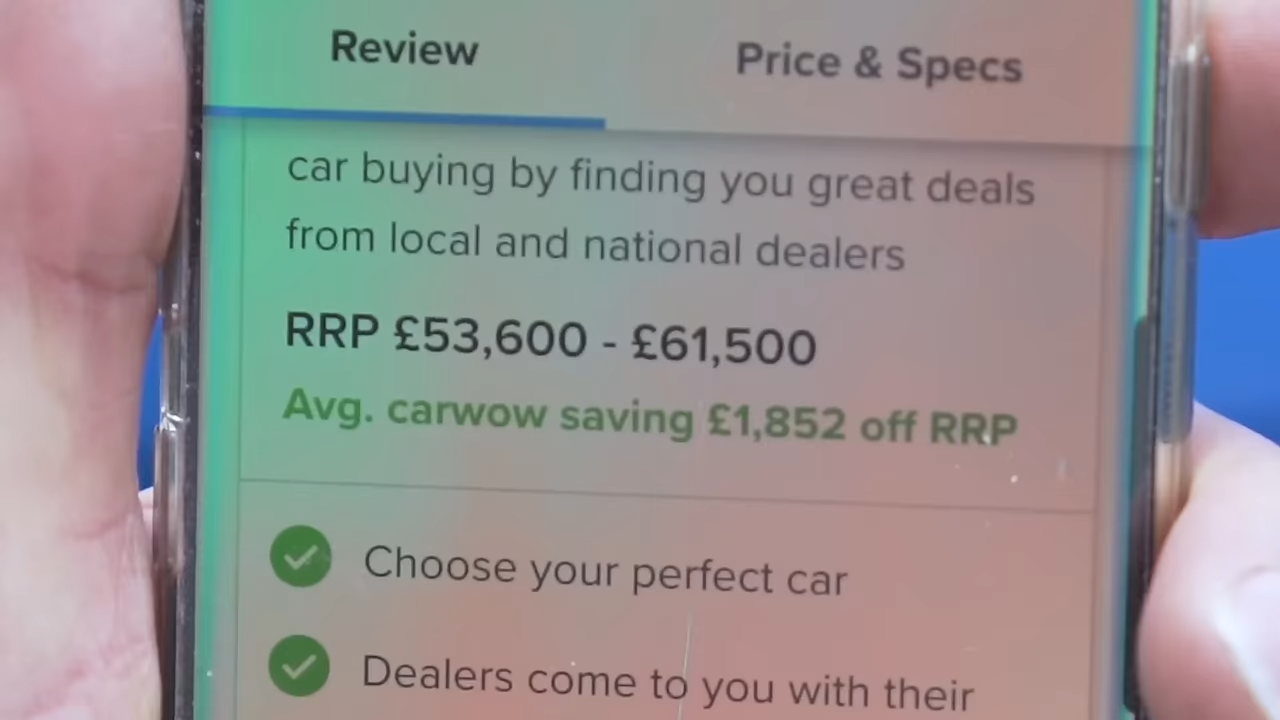 Review
Price & Specs
car buying by finding you great deals
from local and national dealers
RRP £53,600 - £61,500
Avg. carwow saving £1,852 off RRP
Choose your perfect car
Dealers come to you with their